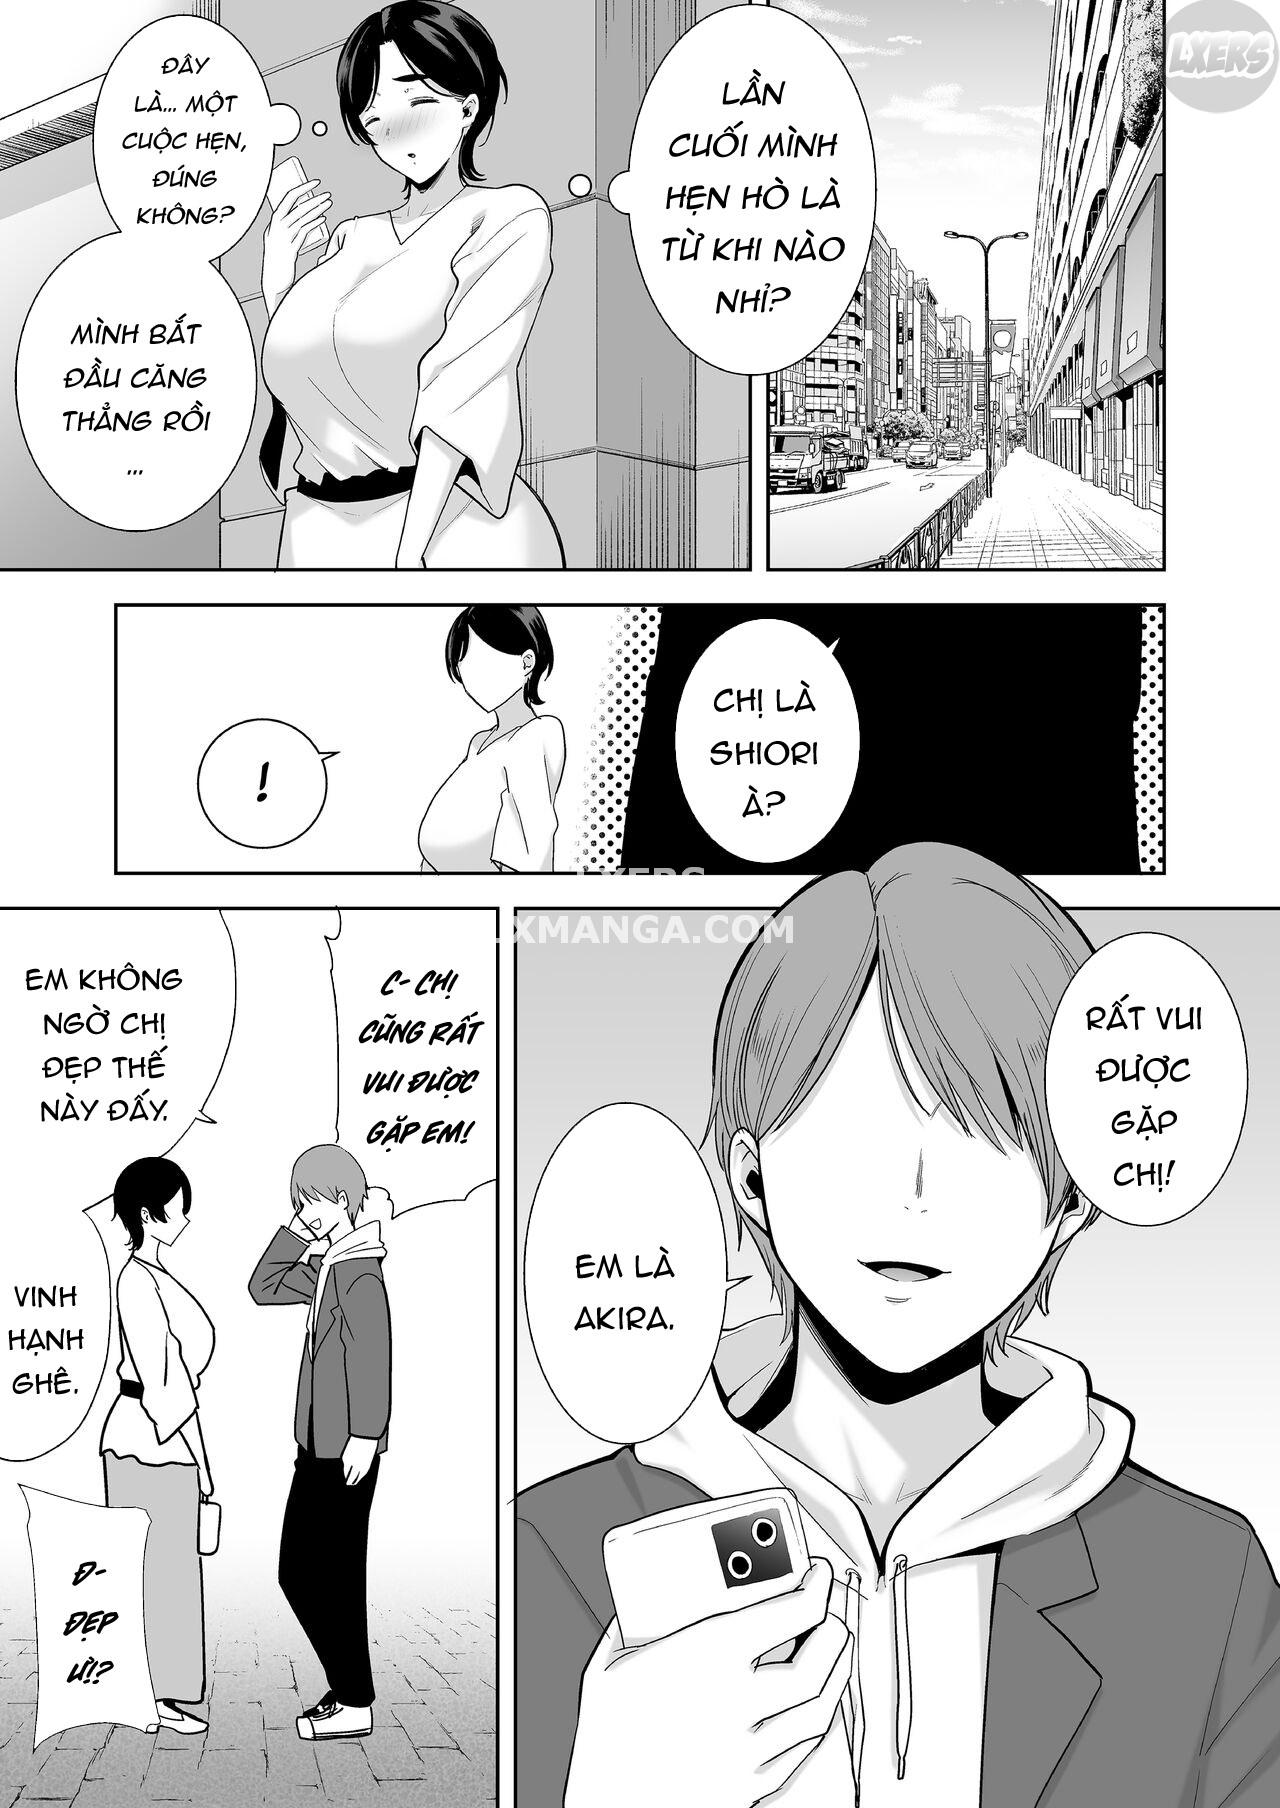 LXERS
LẦN
CUỐI MÌNH
HẸN HÒ LÀ
TỪ KHI NÀO
NHỈ?
ĐÂY
LÀ... MỘT
CUỘC HẸN,
ĐÚNG
KHÔNG?
MÌNH BẮT
ĐẦU CĂNG
THẲNG RỒI
...
CHỊ LÀ
SHIORI
À?
!
LXERS
LXMANGA.COM
RẤT VUI
ĐƯỢC
GẶP
CHỊ!
EM LÀ
AKIRA.
C- CHỊ
CŨNG RẤT
VUI ĐƯỢC
GẶP EM!
EM KHÔNG
NGỜ CHỊ
ĐẸP THẾ
NÀY ĐẤY.
VINH
HẠNH
GHÊ.
Đ-
ĐẸP
Ư!?